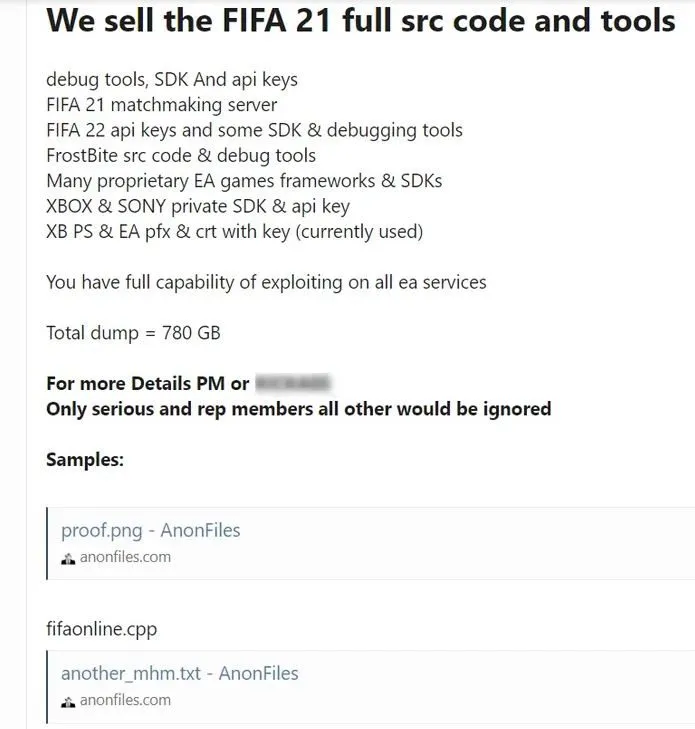 We sell the FIFA 21 full src code and tools
debug tools, SDK And api keys
FIFA 21 matchmaking server
FIFA 22 api keys and some SDK & debugging tools
FrostBite src code & debug tools
Many proprietary EA games frameworks & SDKs
XBOX & SONY private SDK & api key
XB PS & EA pfx & crt with key (currently used)
You have full capability of exploiting on all ea services
Total dump = 780 GB
For more Details PM or
Only serious and rep members all other would be ignored
Samples:
proof.png - AnonFiles
anonfiles.com
fifaonline.cpp
another_mhm.txt - AnonFiles
anonfiles.com